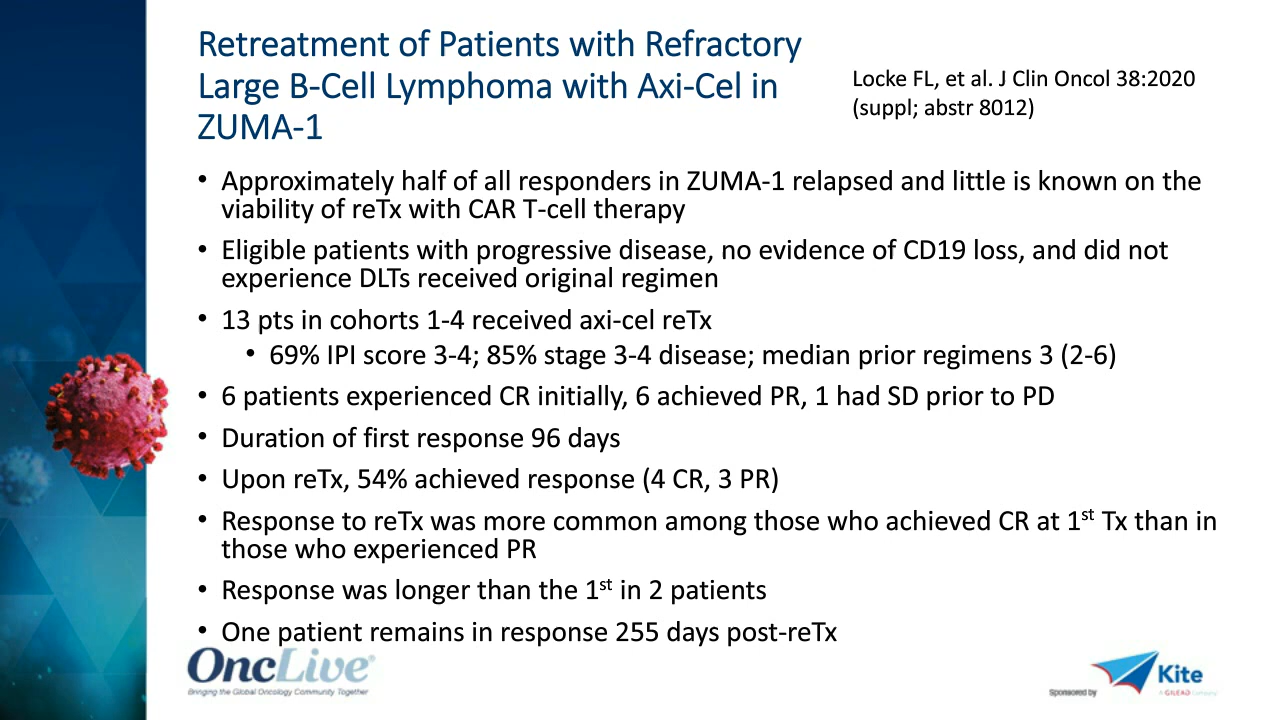 Retreatment of Patients with Refractory
Large B-Cell Lymphoma with Axi-Cel in
ZUMA-1
Locke FL, et al. J Clin Oncol 38:2020
(suppl; abstr 8012)
• Approximately half of all responders in ZUMA-1 relapsed and little is known on the
viability of reTx with CAR T-cell therapy
• Eligible patients with progressive disease, no evidence of CD19 loss, and did not
experience DLTs received original regimen
• 13 pts in cohorts 1-4 received axi-cel reTx
• 69% IPI score 3-4; 85% stage 3-4 disease; median prior regimens 3 (2-6)
• 6 patients experienced CR initially, 6 achieved PR, 1 had SD prior to PD
• Duration of first response 96 days
• Upon reTx, 54% achieved response (4 CR, 3 PR)
• Response to reTx was more common among those who achieved CR at 1st Tx than in
those who experienced PR
• Response was longer than the 1st in 2 patients
• One patient remains in response 255 days post-reTx
OncLive®
Bringing the Global Oncology Community Together
Sponsored by
Kite
A GILEAD Company